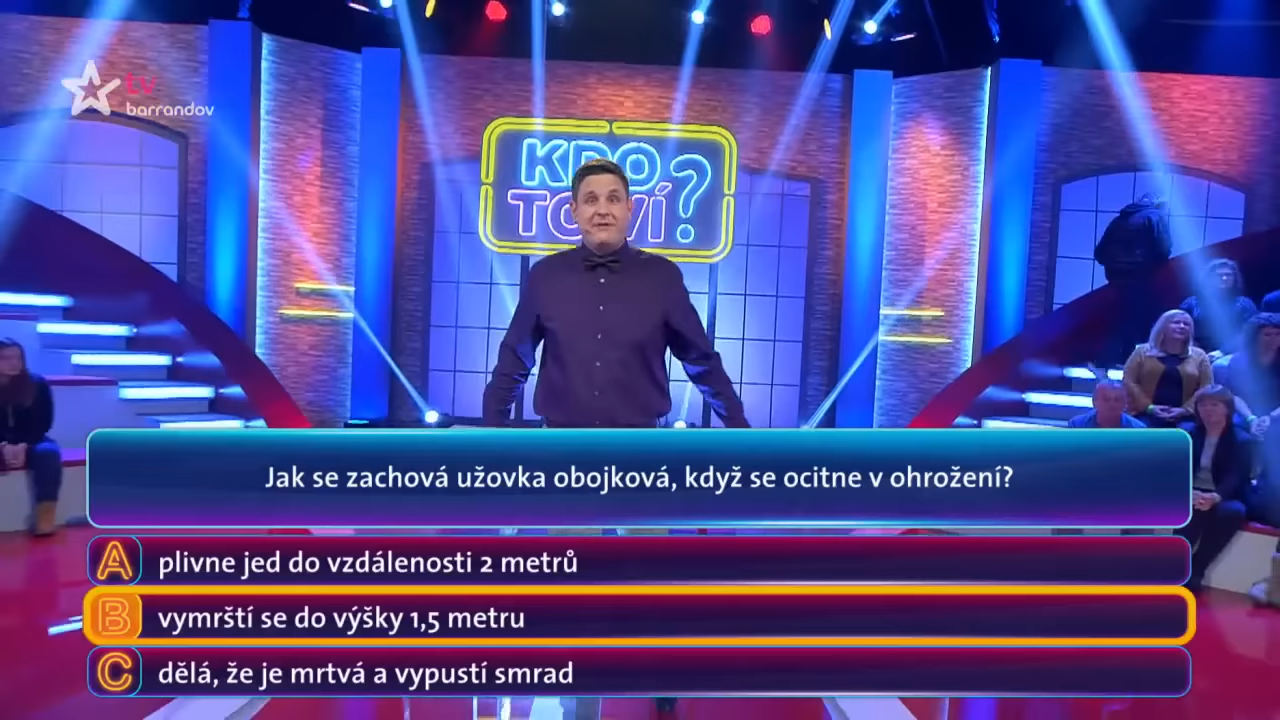 tv
barrandov
KDO
TO VÍ?
Jak se zachová užovka obojková, když se ocitne v ohrožení?
A plivne jed do vzdálenosti 2 metrů
B vymrští se do výšky 1,5 metru
C dělá, že je mrtvá a vypustí smrad